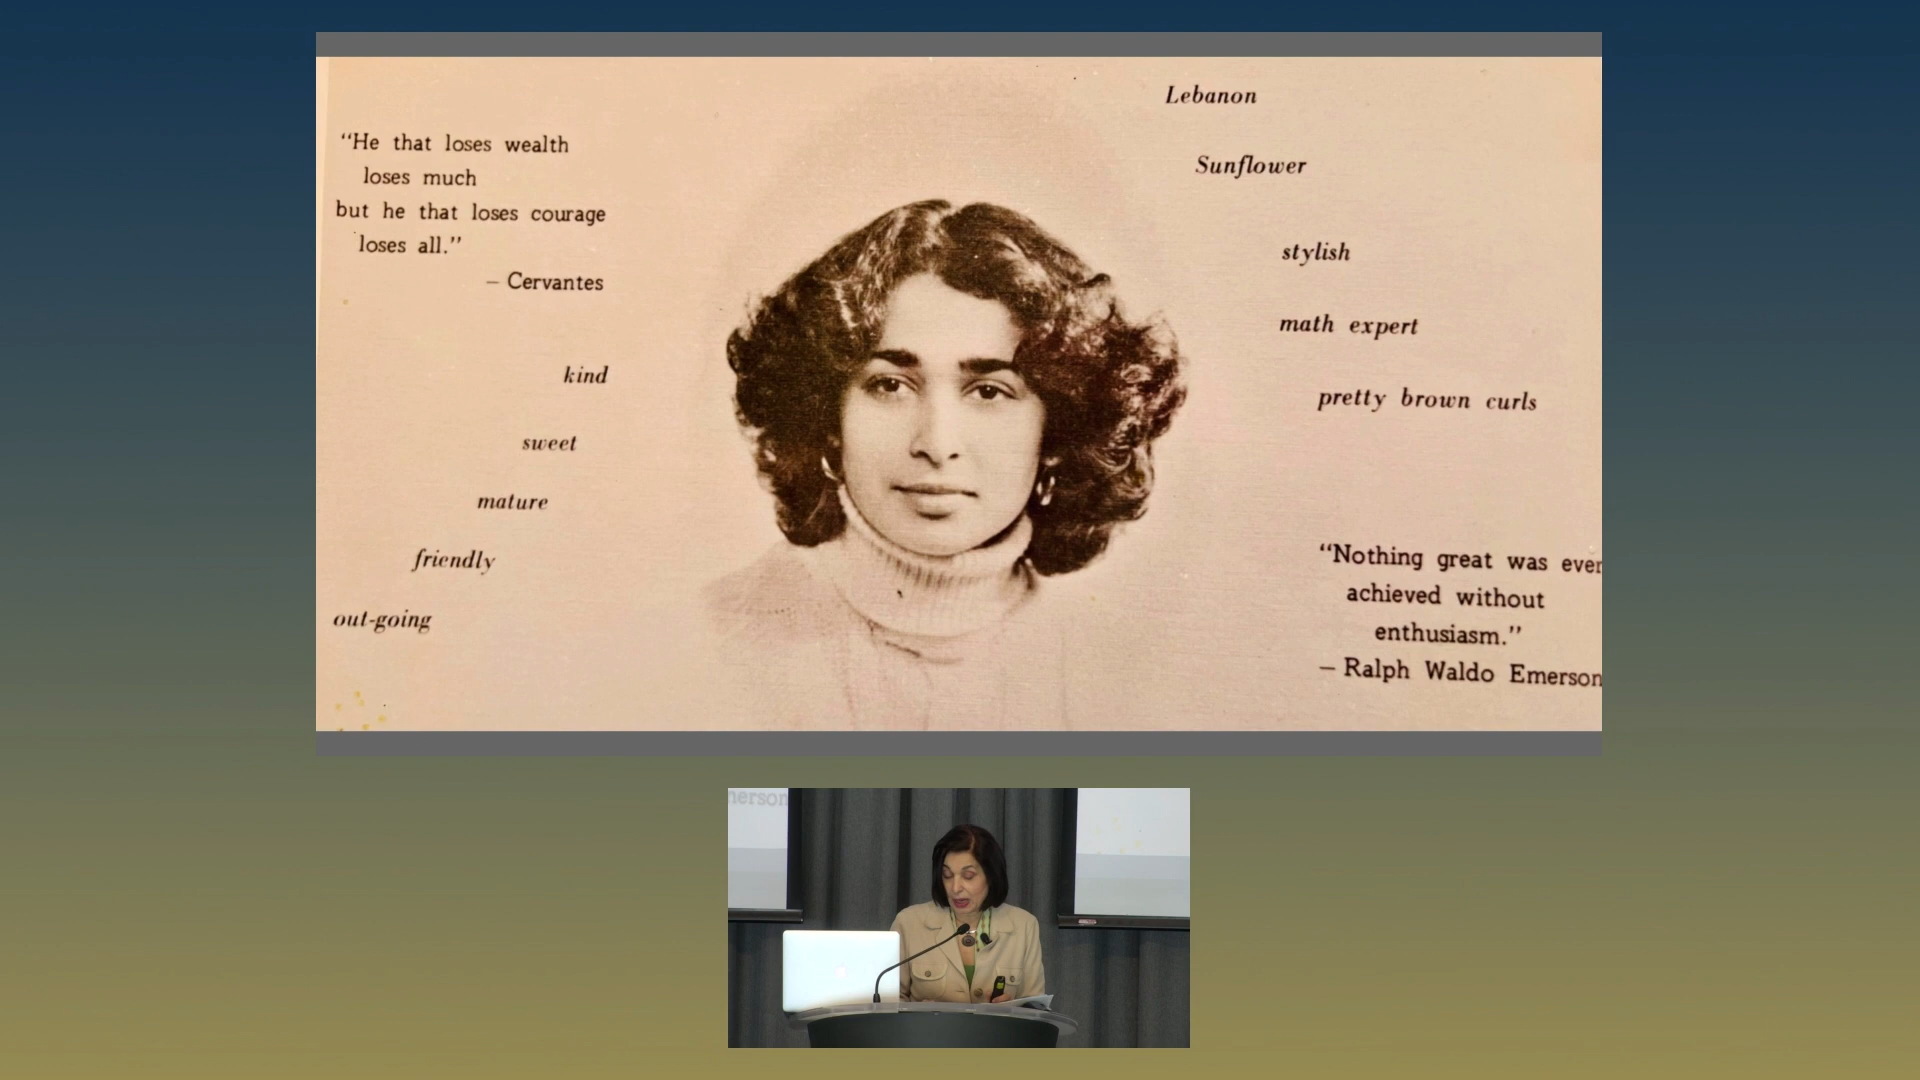 “He that loses wealth
loses much
but he that loses courage
loses all.”
– Cervantes
kind
sweet
mature
friendly
out-going
Lebanon
Sunflower
stylish
math expert
pretty brown curls
“Nothing great was ever
achieved without
enthusiasm.”
– Ralph Waldo Emerson
nerson